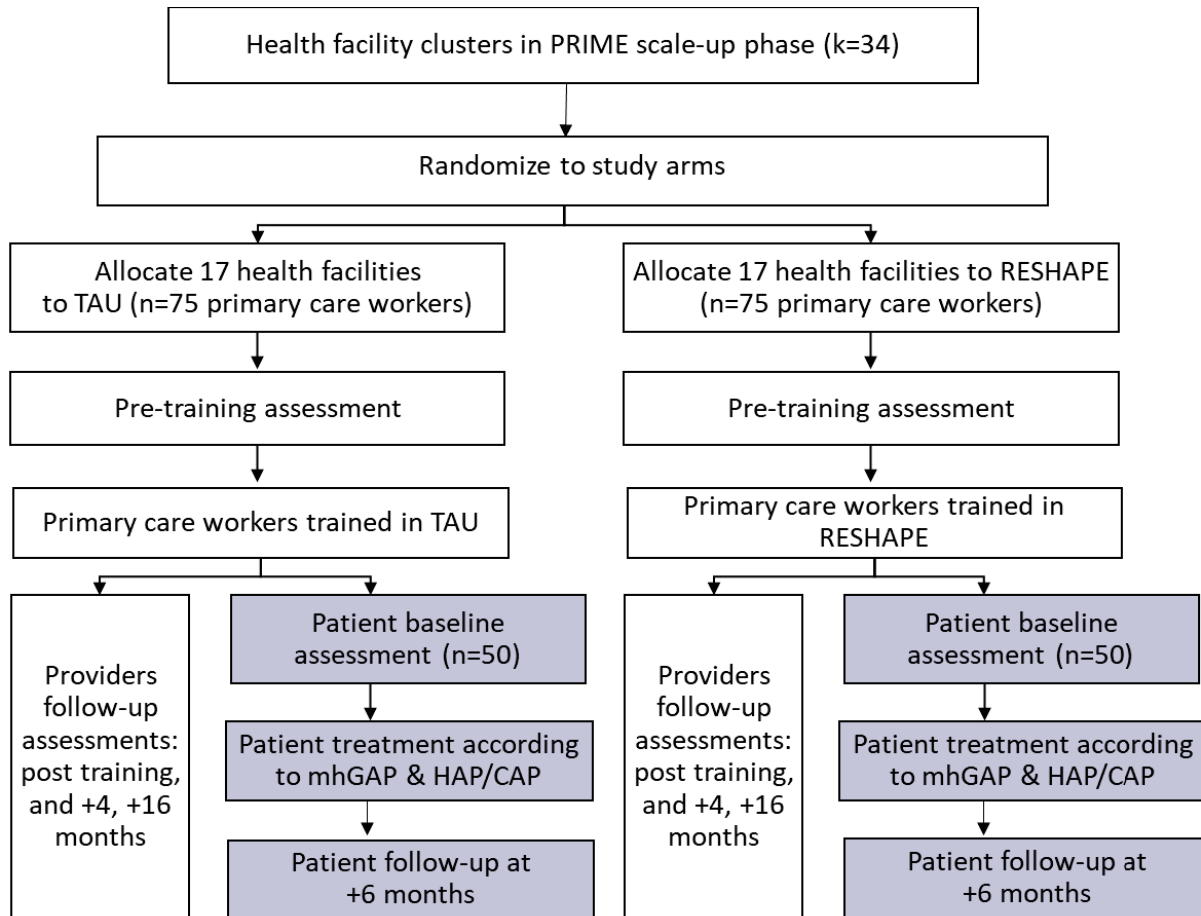 Health facility clusters in PRIME scale-up phase (k=34)
Randomize to study arms
Allocate 17 health facilities
to TAU (n=75 primary care workers)
Allocate 17 health facilities to RESHAPE
(n=75 primary care workers)
Pre-training assessment
Pre-training assessment
Primary care workers trained in TAU
Primary care workers trained in
RESHAPE
Providers
follow-up
assessments:
post training,
and +4, +16
months
Patient baseline
assessment (n=50)
Patient treatment according
to mhGAP & HAP/CAP
Patient follow-up at
+6 months
Providers
follow-up
assessments:
post training,
and +4, +16
months
Patient baseline
assessment (n=50)
Patient treatment according
to mhGAP & HAP/CAP
Patient follow-up at
+6 months